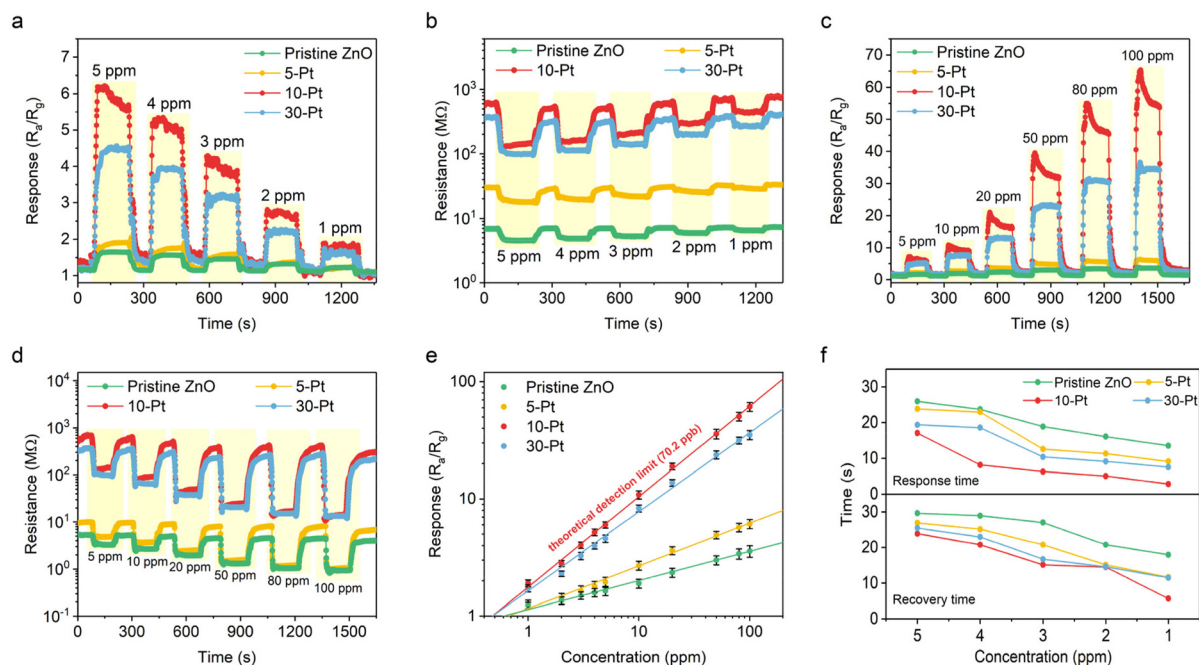 a
Response (Ra/Rg)
7
6
5
4
3
2
1
Pristine ZnO
5-Pt
10-Pt
30-Pt
5 ppm
4 ppm
3 ppm
2 ppm
1 ppm
0 300 600 900 1200
Time (s)
b
Resistance (MΩ)
10⁴
10³
10²
10¹
10⁰
Pristine ZnO 5-Pt
10-Pt 30-Pt
5 ppm 4 ppm 3 ppm 2 ppm 1 ppm
0 300 600 900 1200
Time (s)
c
Response (Ra/Rg)
70
60
50
40
30
20
10
0
Pristine ZnO
5-Pt
10-Pt
30-Pt
100 ppm
80 ppm
50 ppm
20 ppm
10 ppm
5 ppm
0 300 600 900 1200 1500
Time (s)
d
Resistance (MΩ)
10⁴
10³
10²
10¹
10⁰
10⁻¹
Pristine ZnO 5-Pt
10-Pt 30-Pt
5 ppm 10 ppm 20 ppm 50 ppm 80 ppm 100 ppm
0 300 600 900 1200 1500
Time (s)
e
Response (Ra/Rg)
100
10
1
Pristine ZnO
5-Pt
10-Pt
30-Pt
theoretical detection limit (70.2 ppb)
1 10 100
Concentration (ppm)
f
Time (s)
30
20
10
0
Pristine ZnO 5-Pt
10-Pt 30-Pt
Response time
30
20
10
0
Recovery time
5 4 3 2 1
Concentration (ppm)